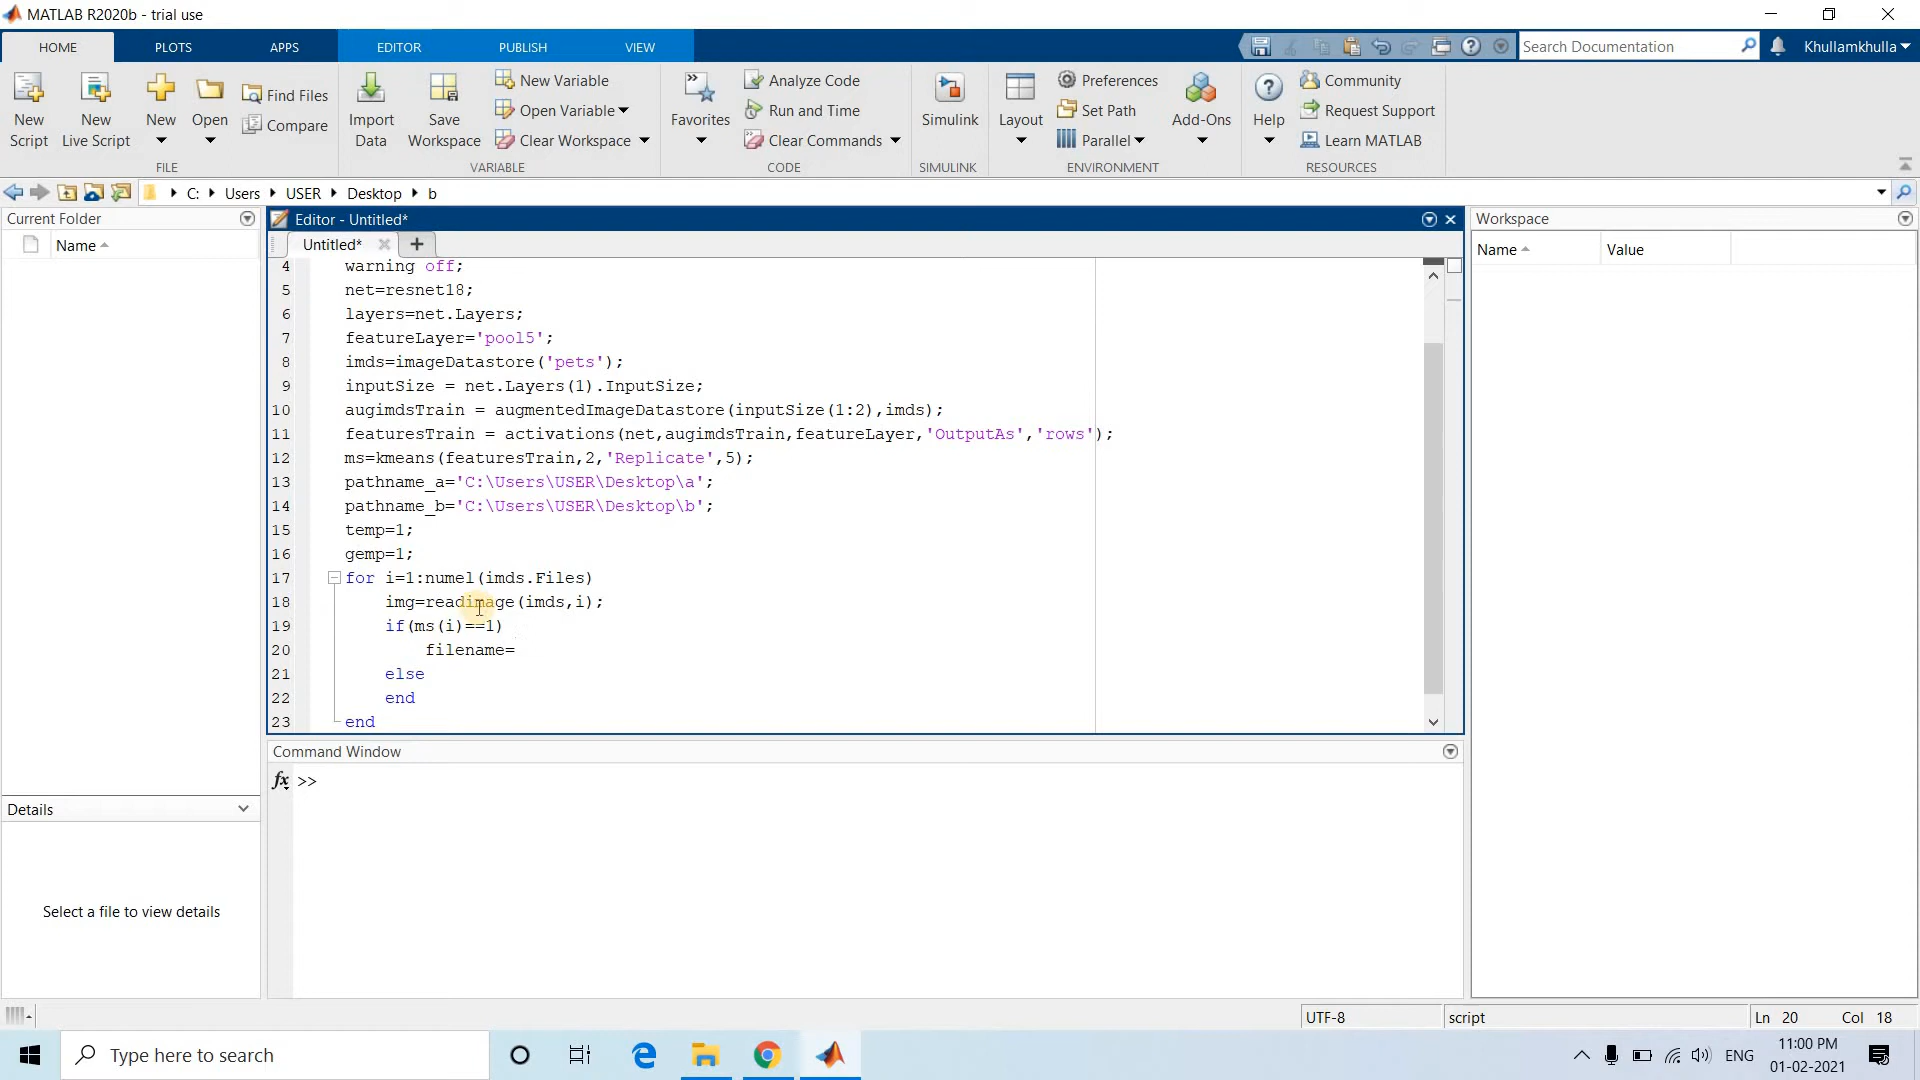 MATLAB R2020b - trial use
HOME PLOTS APPS EDITOR PUBLISH VIEW Search Documentation Khullamkhulla
New Script
New Live Script
New
Open
Find Files
Compare
FILE
Import Data
Save Workspace
New Variable
Open Variable
Clear Workspace
VARIABLE
Favorites
Analyze Code
Run and Time
Clear Commands
CODE
Simulink
SIMULINK
Layout
Preferences
Set Path
Parallel
Add-Ons
ENVIRONMENT
Help
Community
Request Support
Learn MATLAB
RESOURCES
C: Users USER Desktop b
Current Folder
Name
Details
Select a file to view details
Editor - Untitled*
Untitled*
4 warning off;
5 net=resnet18;
6 layers=net.Layers;
7 featureLayer='pool5';
8 imds=imageDatastore('pets');
9 inputSize = net.Layers(1).InputSize;
10 augimdsTrain = augmentedImageDatastore(inputSize(1:2),imds);
11 featuresTrain = activations(net,augimdsTrain,featureLayer,'OutputAs','rows');
12 ms=kmeans(featuresTrain,2,'Replicate',5);
13 pathname_a='C:\Users\USER\Desktop\a';
14 pathname_b='C:\Users\USER\Desktop\b';
15 temp=1;
16 gemp=1;
17 for i=1:numel(imds.Files)
18 img=readimage(imds,i);
19 if(ms(i)==1)
20 filename=
21 else
22 end
23 end
Command Window
fx >>
Workspace
Name Value
UTF-8 script Ln 20 Col 18
Type here to search
ENG
11:00 PM
01-02-2021